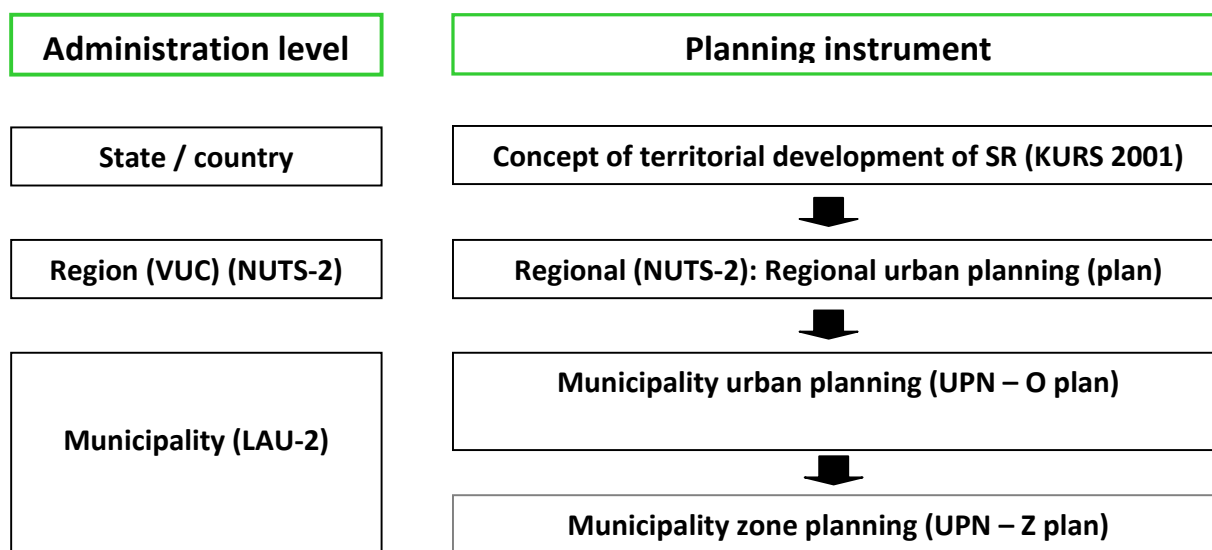 Administration level
Planning instrument
State / country
Concept of territorial development of SR (KURS 2001)
Region (VUC) (NUTS-2)
Regional (NUTS-2): Regional urban planning (plan)
Municipality (LAU-2)
Municipality urban planning (UPN – O plan)
Municipality zone planning (UPN – Z plan)